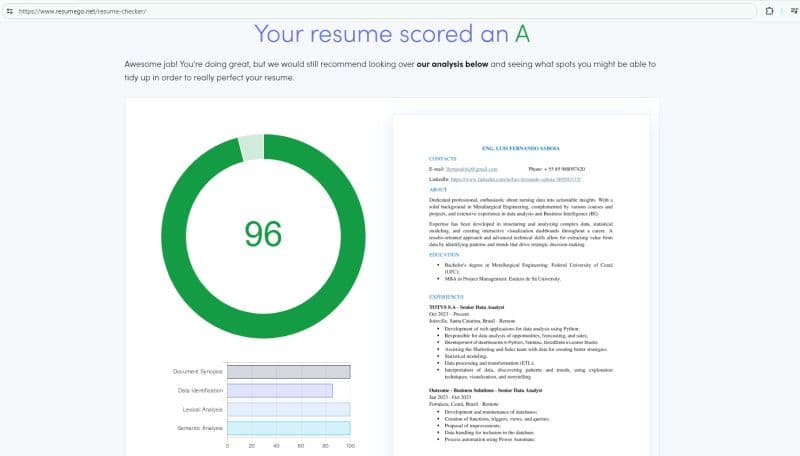 https://www.resumego.net/resume-checker/
Your resume scored an A
Awesome job! You're doing great, but we would still recommend looking over our analysis below and seeing what spots you might be able to
tidy up in order to really perfect your resume.
96
Document Synopsis
Data Identification
Lexical Analysis
Semantic Analysis
0 20 40 60 80 100
ENG. LUIS FERNANDO SABOIA
CONTACTS
E-mail: Phone: + 55 85 988097420
LinkedIn:
ABOUT
Dedicated professional, enthusiastic about turning data into actionable insights. With a
solid background in Metallurgical Engineering, complemented by various courses and
projects, and extensive experience in data analysis and Business Intelligence (BI).
Expertise has been developed in structuring and analyzing complex data, statistical
modeling, and creating interactive visualization dashboards throughout a career. A
results-oriented approach and advanced technical skills allow for extracting value from
data by identifying patterns and trends that drive strategic decision-making.
EDUCATION
• Bachelor's degree in Metallurgical Engineering: Federal University of Ceará
(UFC);
• MBA in Project Management: Estácio de Sá University.
EXPERIENCES
TOTVS S.A - Senior Data Analyst
Oct 2023 - Present
Joinville, Santa Catarina, Brasil - Remote
• Development of web applications for data analysis using Python;
• Responsible for data analysis of opportunities, forecasting, and sales;
• Development of dashboards in Python, Tableau, GoodData e Looker Studio
• Assisting the Marketing and Sales team with data for creating better strategies.
• Statistical modeling;
• Data processing and transformation (ETL);
• Interpretation of data, discovering patterns and trends, using exploration
techniques, visualization, and storytelling
Outcome - Business Solutions - Senior Data Analyst
Jan 2023 - Oct 2023
Fortaleza, Ceará, Brazil - Remote
• Development and maintenance of databases;
• Creation of functions, triggers, views, and queries;
• Proposal of improvements;
• Data handling for inclusion in the database;
• Process automation using Power Automate;